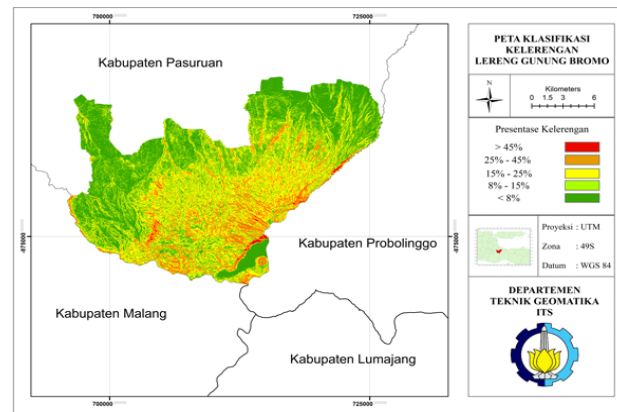 700000
725000
Kabupaten Pasuruan
Kabupaten Probolinggo
Kabupaten Malang
Kabupaten Lumajang
-875000
-875000
700000
725000
PETA KLASIFIKASI
KELERENGAN
LERENG GUNUNG BROMO
N
Kilometers
0 1.5 3 6
Presentase Kelerengan
> 45%
25% - 45%
15% - 25%
8% - 15%
< 8%
Proyeksi : UTM
Zona : 49S
Datum : WGS 84
DEPARTEMEN
TEKNIK GEOMATIKA
ITS